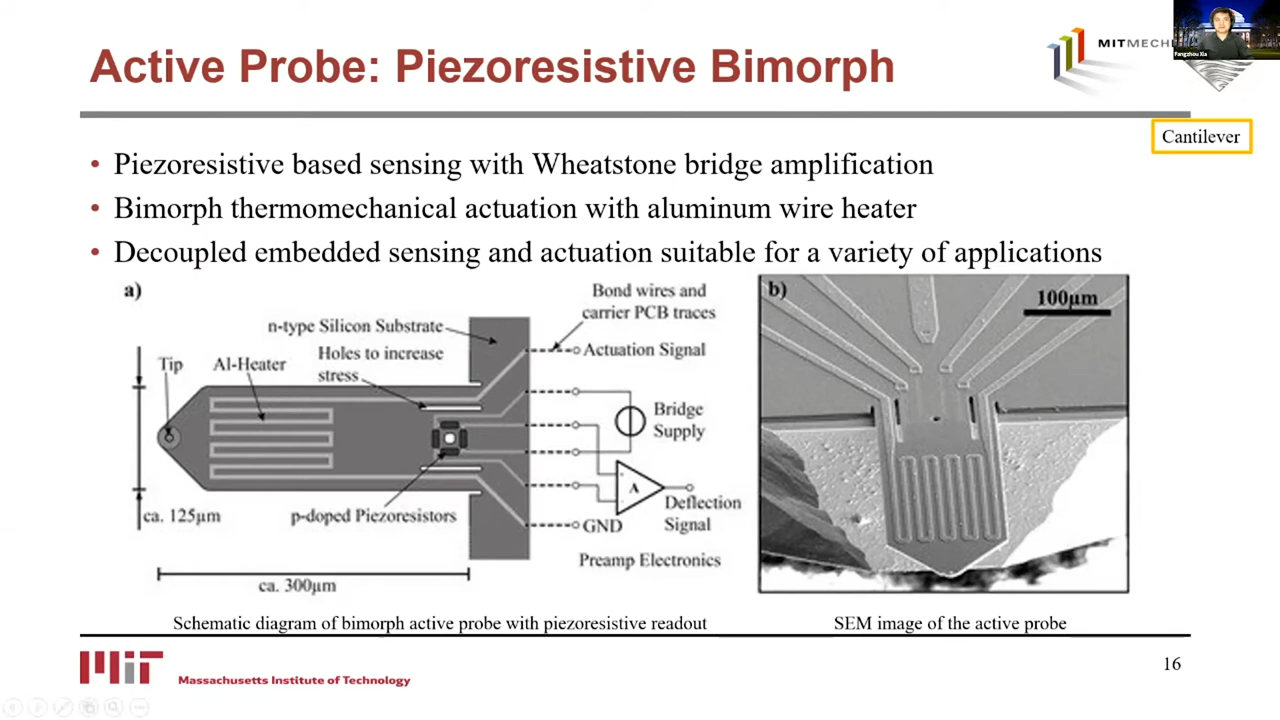 Active Probe: Piezoresistive Bimorph
MITMECH
Fangzhou Xia
Cantilever
• Piezoresistive based sensing with Wheatstone bridge amplification
• Bimorph thermomechanical actuation with aluminum wire heater
• Decoupled embedded sensing and actuation suitable for a variety of applications
a)
Bond wires and
carrier PCB traces
n-type Silicon Substrate
Holes to increase
stress
Actuation Signal
Tip
Al-Heater
Bridge
Supply
A
Deflection
Signal
ca. 125µm
p-doped Piezoresistors
GND
Preamp Electronics
ca. 300µm
b)
100µm
Schematic diagram of bimorph active probe with piezoresistive readout
SEM image of the active probe
MIT
Massachusetts Institute of Technology
16